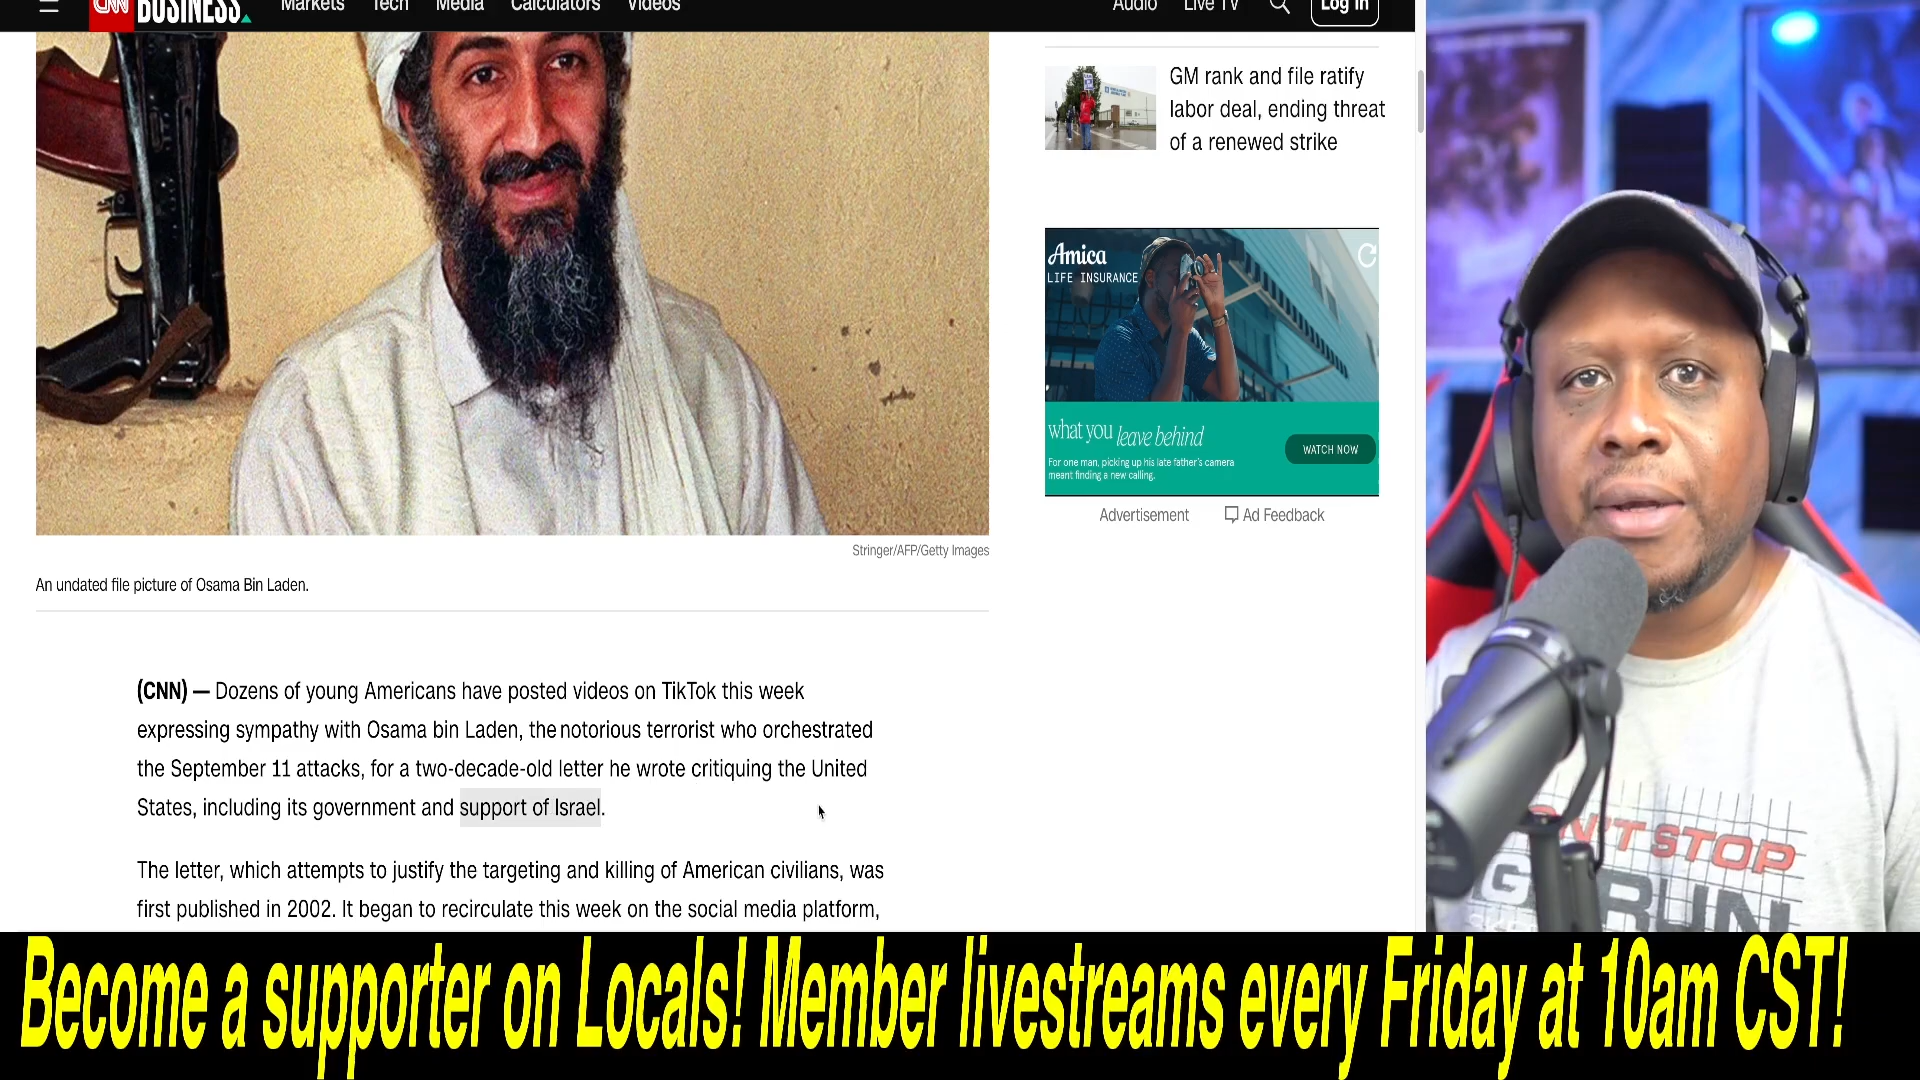 CNN BUSINESS Markets Tech Media Calculators Videos Audio Live TV Log In
Stringer/AFP/Getty Images
An undated file picture of Osama Bin Laden.
(CNN) — Dozens of young Americans have posted videos on TikTok this week
expressing sympathy with Osama bin Laden, the notorious terrorist who orchestrated
the September 11 attacks, for a two-decade-old letter he wrote critiquing the United
States, including its government and support of Israel.
The letter, which attempts to justify the targeting and killing of American civilians, was
first published in 2002. It began to recirculate this week on the social media platform,
GM rank and file ratify
labor deal, ending threat
of a renewed strike
Amica
LIFE INSURANCE
what you leave behind
For one man, picking up his late father's camera
meant finding a new calling.
WATCH NOW
Advertisement Ad Feedback
STOP
RUN
Become a supporter on Locals! Member livestreams every Friday at 10am CST!